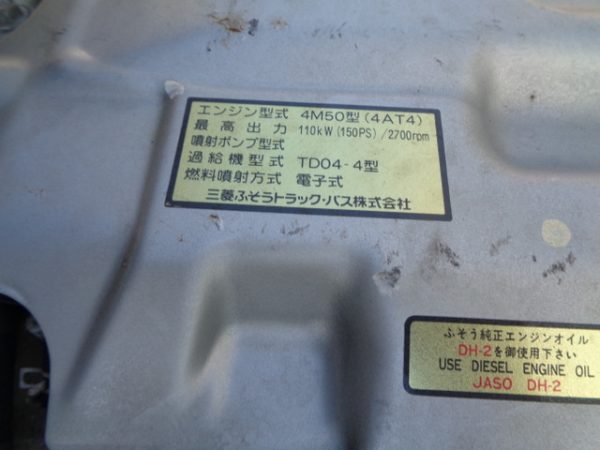 エンジン型式 4M50型(4AT4)
最高出力 110kW(150PS)/2700rpm
噴射ポンプ型式
過給機型式 TD04-4型
燃料噴射方式 電子式
三菱ふそうトラック・バス株式会社
ふそう純正エンジンオイル
DH-2を御使用下さい
USE DIESEL ENGINE OIL
JASO DH-2